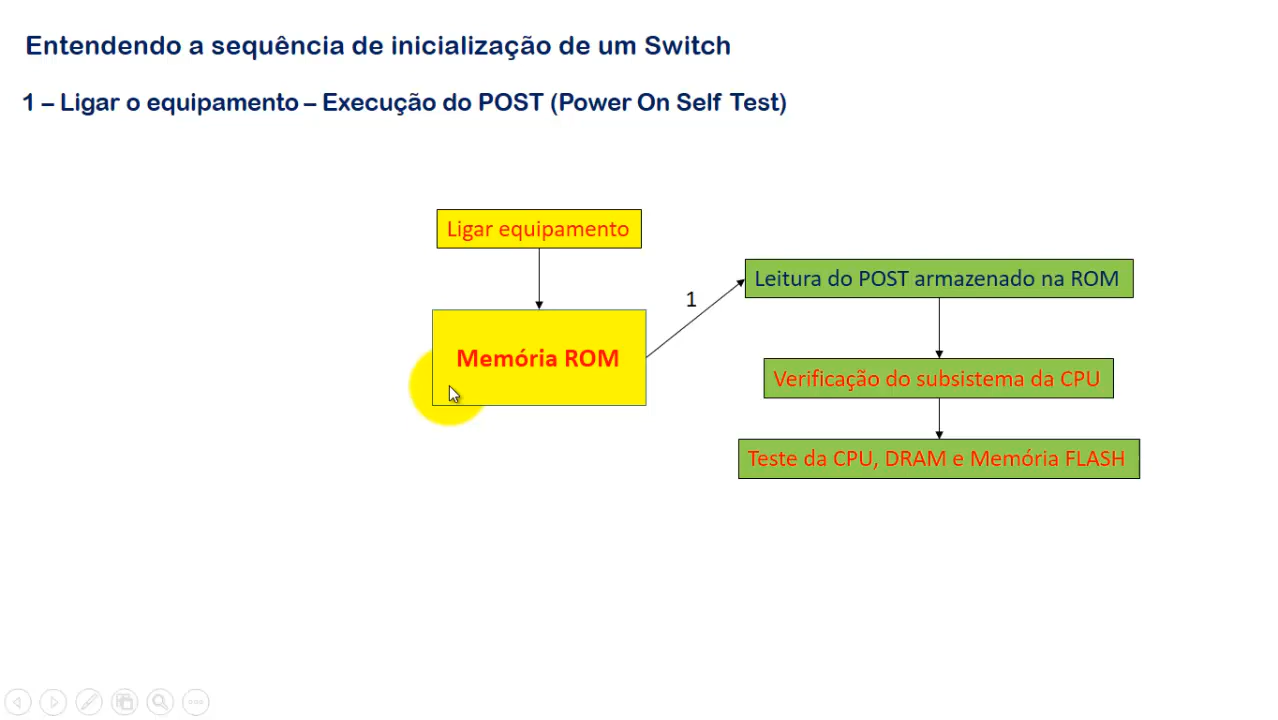 Entendendo a sequência de inicialização de um Switch
1 – Ligar o equipamento – Execução do POST (Power On Self Test)
Ligar equipamento
Memória ROM
1
Leitura do POST armazenado na ROM
Verificação do subsistema da CPU
Teste da CPU, DRAM e Memória FLASH